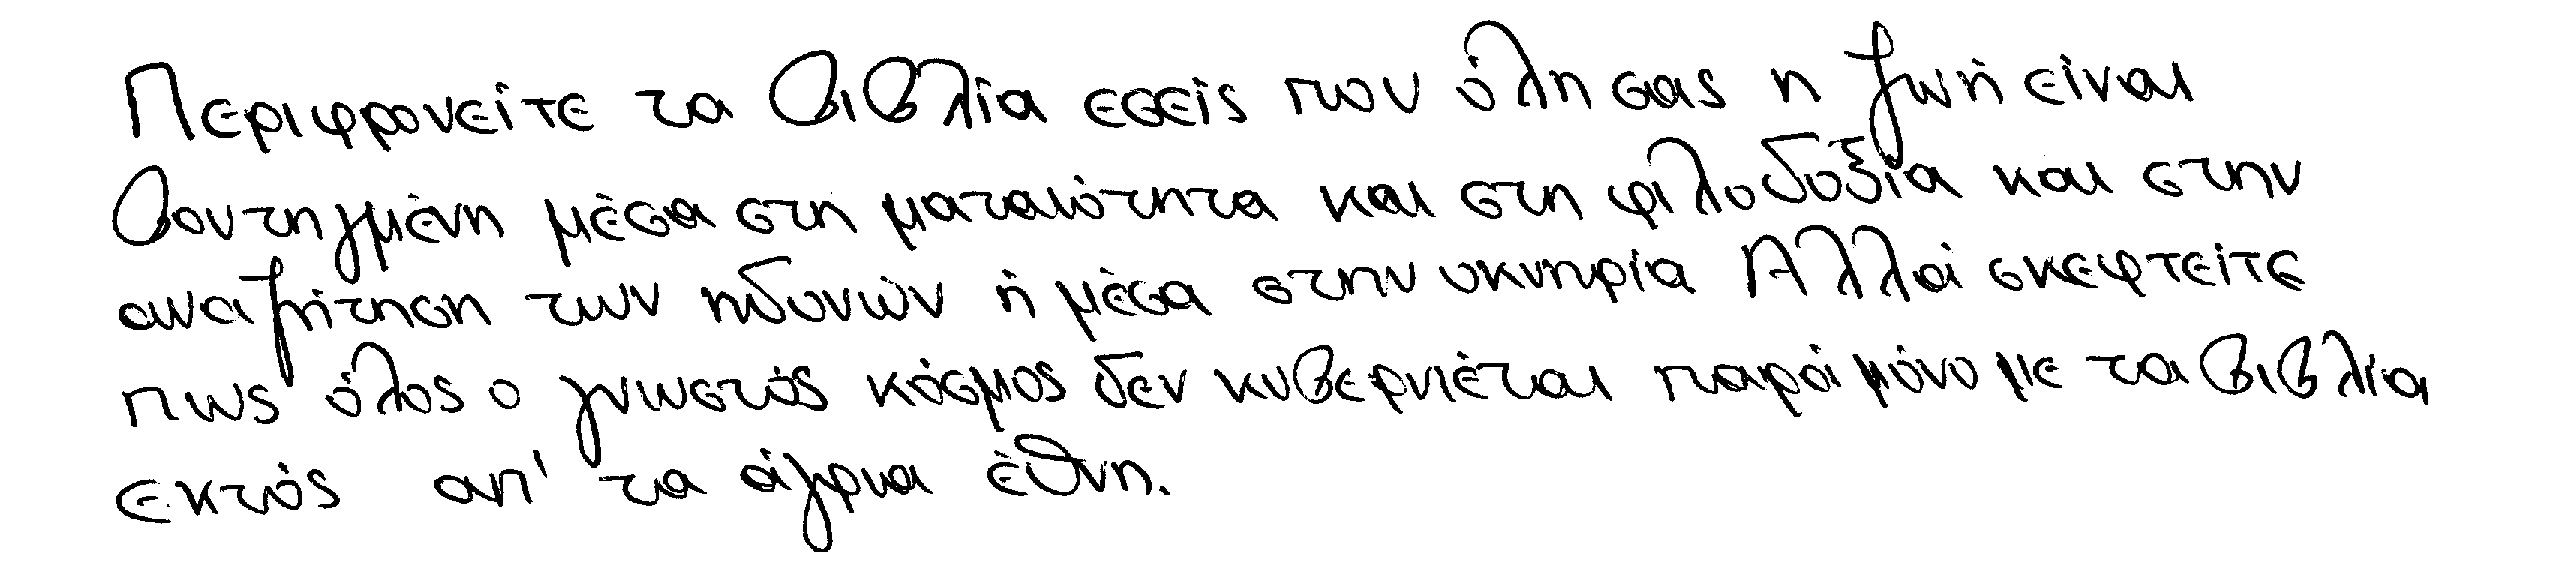 Περιφρονείτε τα βιβλία εσείς που όλη σας η ζωή είναι
βουτηγμένη μέσα στη ματαιότητα και στη φιλοδοξία και στην
αναζήτηση των ηδονών ή μέσα στην οκνηρία Αλλά σκεφτείτε
πως όλος ο γνωστός κόσμος δεν κυβερνιέται παρά μόνο με τα βιβλία
εκτός απ' τα άγρια έθνη.